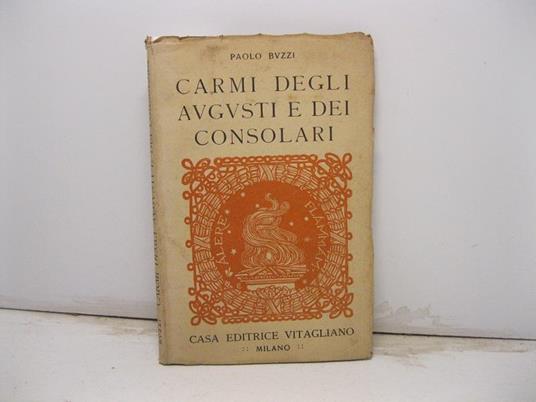 PAOLO BVZZI
CARMI DEGLI
AVGVSTI E DEI
CONSOLARI
ALERE FLAMMAM
CASA EDITRICE VITAGLIANO
:: MILANO ::